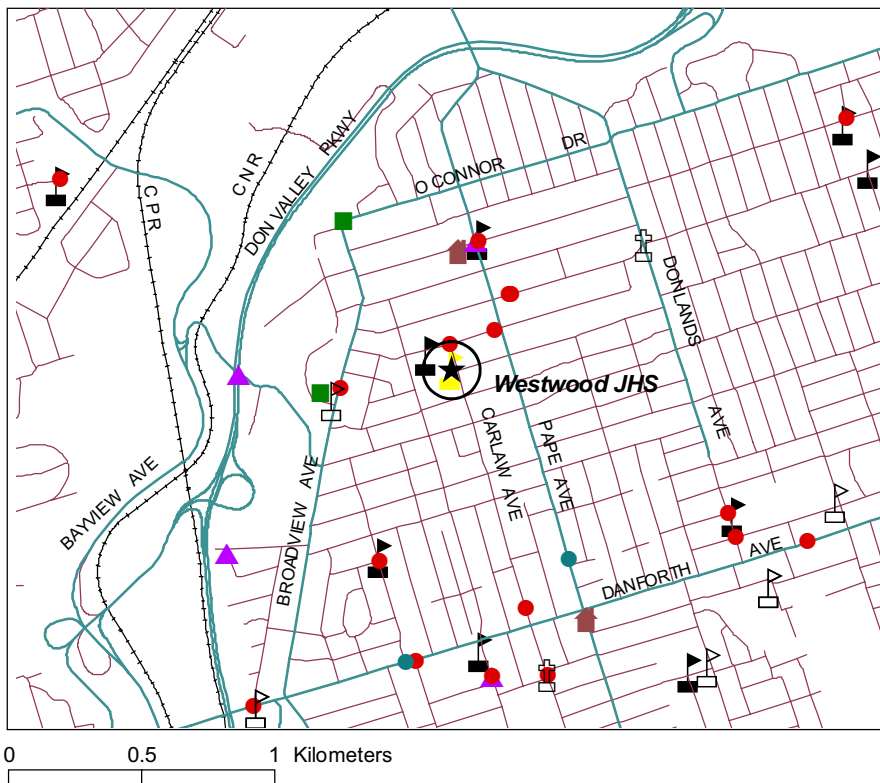 CPR
CNR
DON VALLEY PKWY
O CONNOR DR
DONLANDS AVE
Westwood JHS
CARLAW AVE
PAPE AVE
BAYVIEW AVE
BROADVIEW AVE
DANFORTH AVE
0 0.5 1 Kilometers